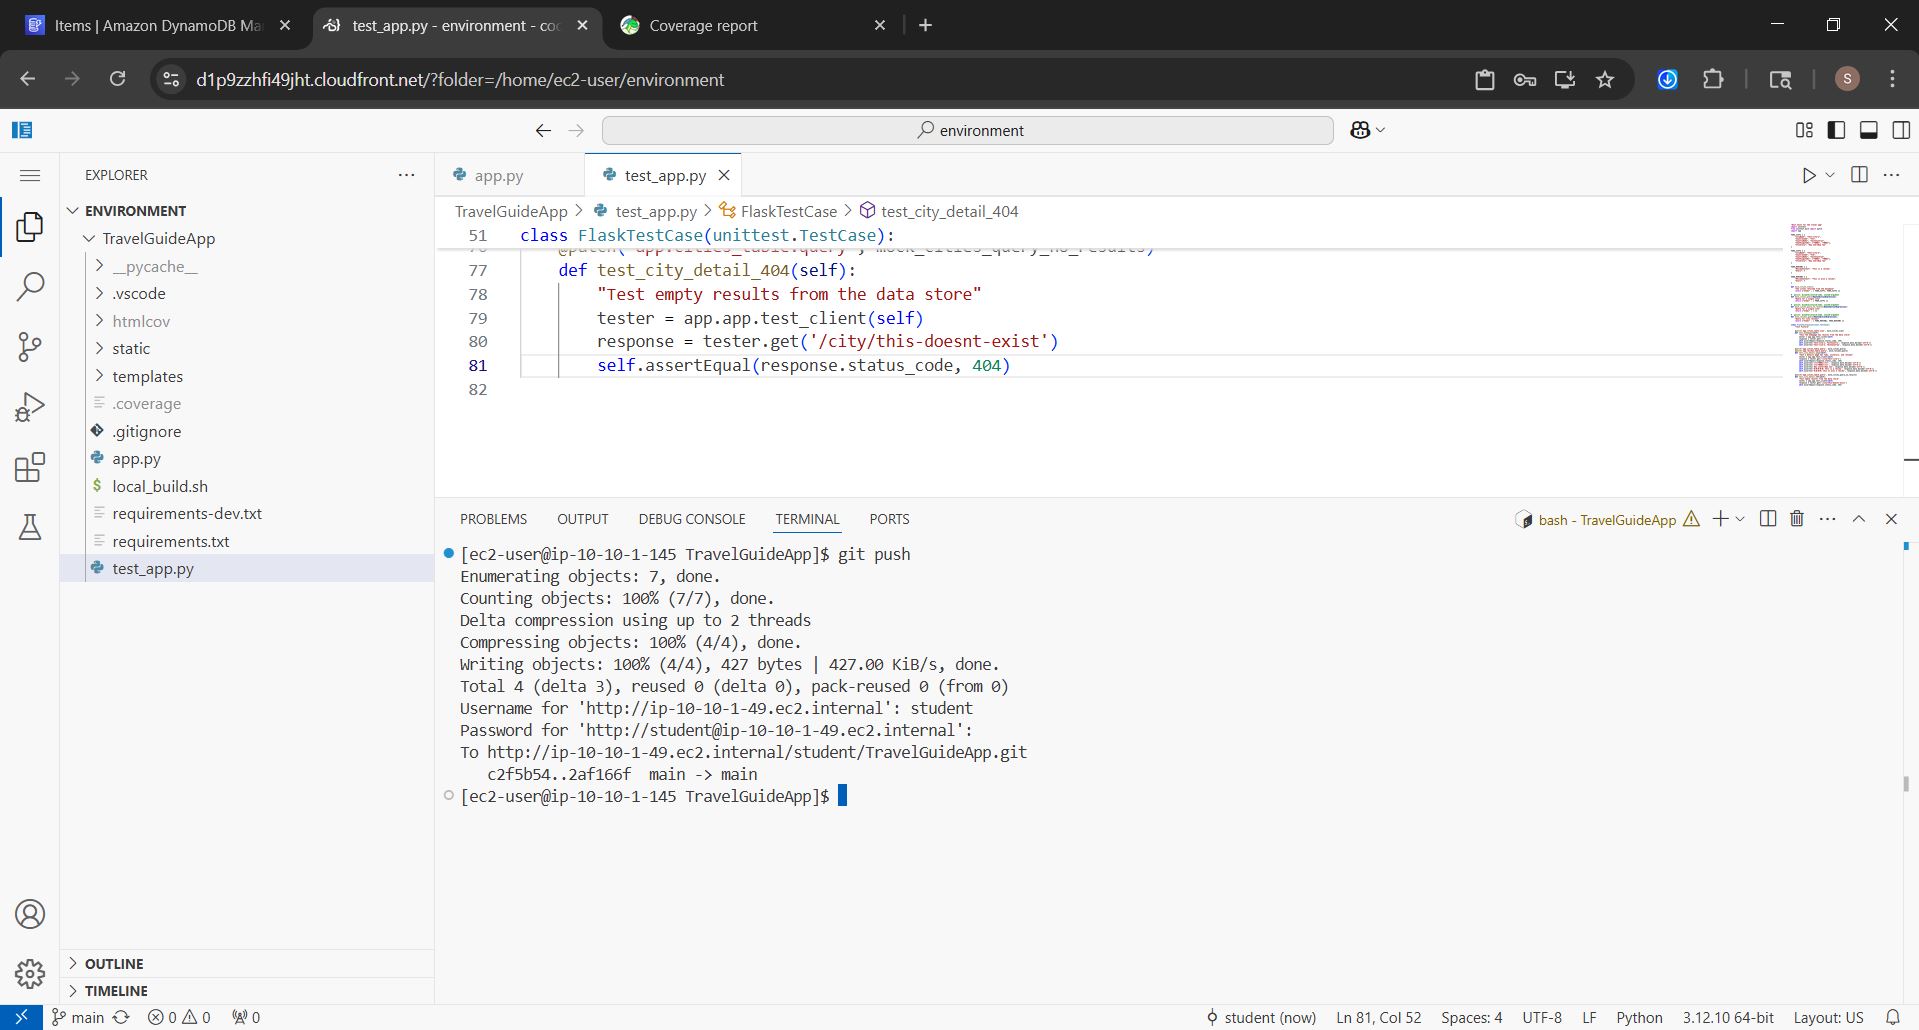 Items | Amazon DynamoDB Ma
test_app.py - environment - co
Coverage report
d1p9zzhfi49jht.cloudfront.net/?folder=/home/ec2-user/environment
S
environment
EXPLORER
ENVIRONMENT
TravelGuideApp
__pycache__
.vscode
htmlcov
static
templates
.coverage
.gitignore
app.py
$ local_build.sh
requirements-dev.txt
requirements.txt
test_app.py
OUTLINE
TIMELINE
app.py
test_app.py
TravelGuideApp > test_app.py > FlaskTestCase > test_city_detail_404
51 class FlaskTestCase(unittest.TestCase):
77 def test_city_detail_404(self):
78 "Test empty results from the data store"
79 tester = app.app.test_client(self)
80 response = tester.get('/city/this-doesnt-exist')
81 self.assertEqual(response.status_code, 404)
82
PROBLEMS OUTPUT DEBUG CONSOLE TERMINAL PORTS
bash - TravelGuideApp
[ec2-user@ip-10-10-1-145 TravelGuideApp]$ git push
Enumerating objects: 7, done.
Counting objects: 100% (7/7), done.
Delta compression using up to 2 threads
Compressing objects: 100% (4/4), done.
Writing objects: 100% (4/4), 427 bytes | 427.00 KiB/s, done.
Total 4 (delta 3), reused 0 (delta 0), pack-reused 0 (from 0)
Username for 'http://ip-10-10-1-49.ec2.internal': student
Password for 'http://student@ip-10-10-1-49.ec2.internal':
To http://ip-10-10-1-49.ec2.internal/student/TravelGuideApp.git
c2f5b54..2af166f main -> main
[ec2-user@ip-10-10-1-145 TravelGuideApp]$
main 0 0 0 student (now) Ln 81, Col 52 Spaces: 4 UTF-8 LF Python 3.12.10 64-bit Layout: US